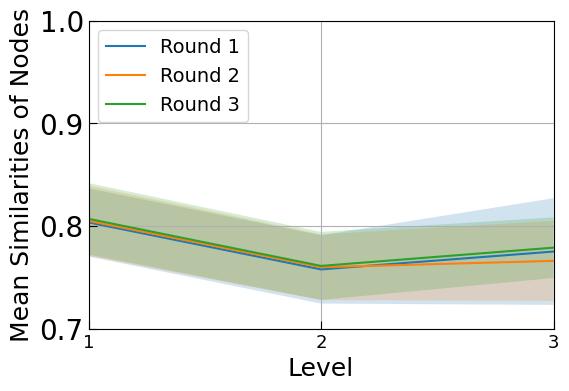 Mean Similarities of Nodes
1.0
0.9
0.8
0.7
Round 1
Round 2
Round 3
1 2 3
Level